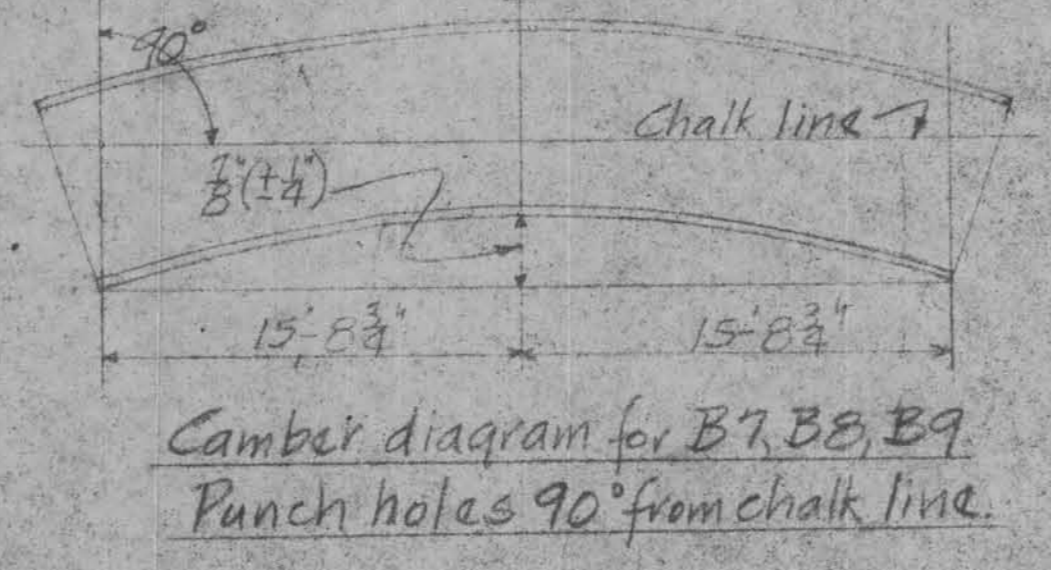 90°
Chalk line
7/8"(±1/4")
15'-8 3/4" 15'-8 3/4"
Camber diagram for B7, B8, B9
Punch holes 90° from chalk line.